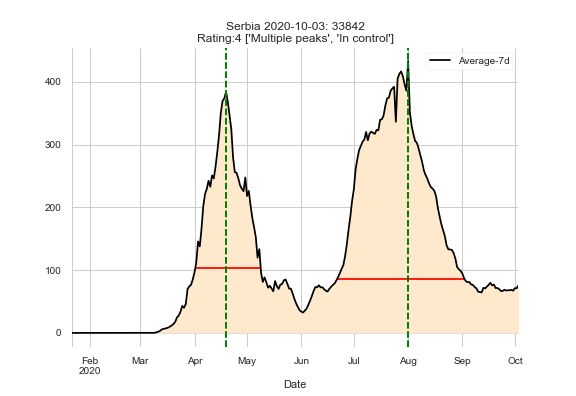 Serbia 2020-10-03: 33842
Rating:4 ['Multiple peaks', 'In control']
Average-7d
400
300
200
100
0
Feb Mar Apr May Jun Jul Aug Sep Oct
2020
Date